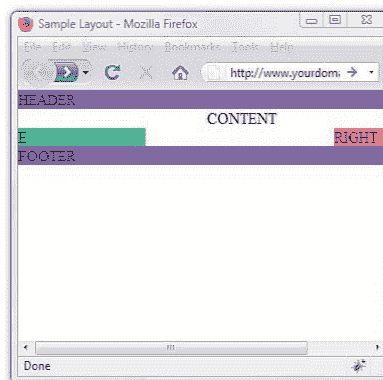 Sample Layout - Mozilla Firefox
File Edit View History Bookmarks Tools Help
http://www.yourdom
HEADER
CONTENT
E RIGHT
FOOTER
Done